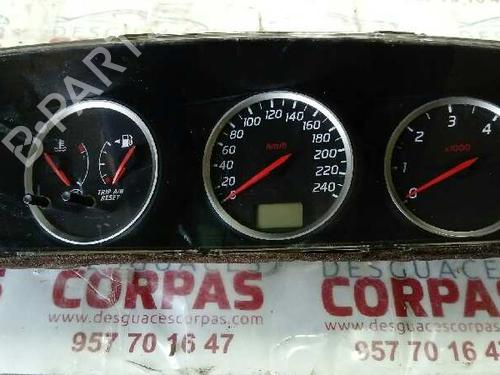 B-PART
TRIP A/B
RESET
0
20
40
60
80
100
120
140
160
180
200
220
240
km/h
0
1
2
3
4
x1000
DESGUACES
CORPAS
www.desguacescorpas.com
957 70 16 47
DESGUACES
CORPAS
www.desguacescorpas.com
957 70 16 47